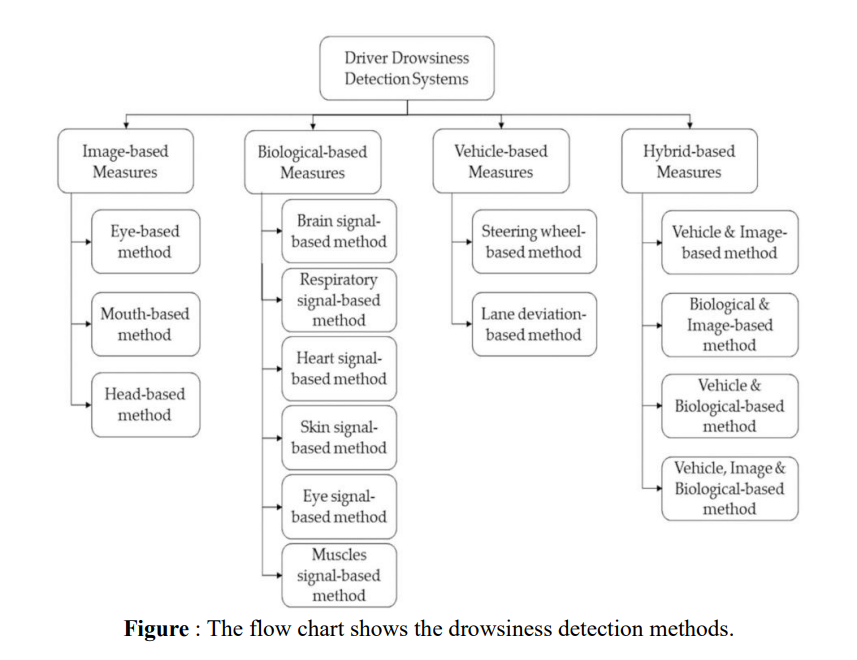 Driver Drowsiness
Detection Systems
Image-based
Measures
Eye-based
method
Mouth-based
method
Head-based
method
Biological-based
Measures
Brain signal-
based method
Respiratory
signal-based
method
Heart signal-
based method
Skin signal-
based method
Eye signal-
based method
Muscles
signal-based
method
Vehicle-based
Measures
Steering wheel-
based method
Lane deviation-
based method
Hybrid-based
Measures
Vehicle & Image-
based method
Biological &
Image-based
method
Vehicle &
Biological-based
method
Vehicle, Image &
Biological-based
method
Figure : The flow chart shows the drowsiness detection methods.